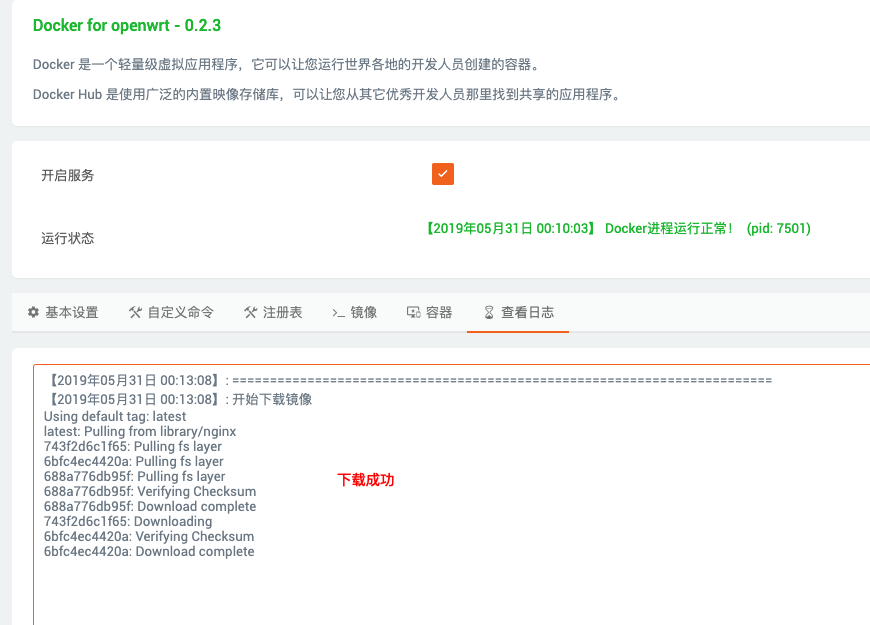 Docker for openwrt - 0.2.3
Docker 是一个轻量级虚拟应用程序，它可以让您运行世界各地的开发人员创建的容器。
Docker Hub 是使用广泛的内置映像存储库，可以让您从其它优秀开发人员那里找到共享的应用程序。
开启服务
运行状态 【2019年05月31日 00:10:03】 Docker进程运行正常！ (pid: 7501)
基本设置 自定义命令 注册表 >_ 镜像 容器 查看日志
【2019年05月31日 00:13:08】: ========================================================================
【2019年05月31日 00:13:08】: 开始下载镜像
Using default tag: latest
latest: Pulling from library/nginx
743f2d6c1f65: Pulling fs layer
6bfc4ec4420a: Pulling fs layer
688a776db95f: Pulling fs layer
下载成功
688a776db95f: Verifying Checksum
688a776db95f: Download complete
743f2d6c1f65: Downloading
6bfc4ec4420a: Verifying Checksum
6bfc4ec4420a: Download complete